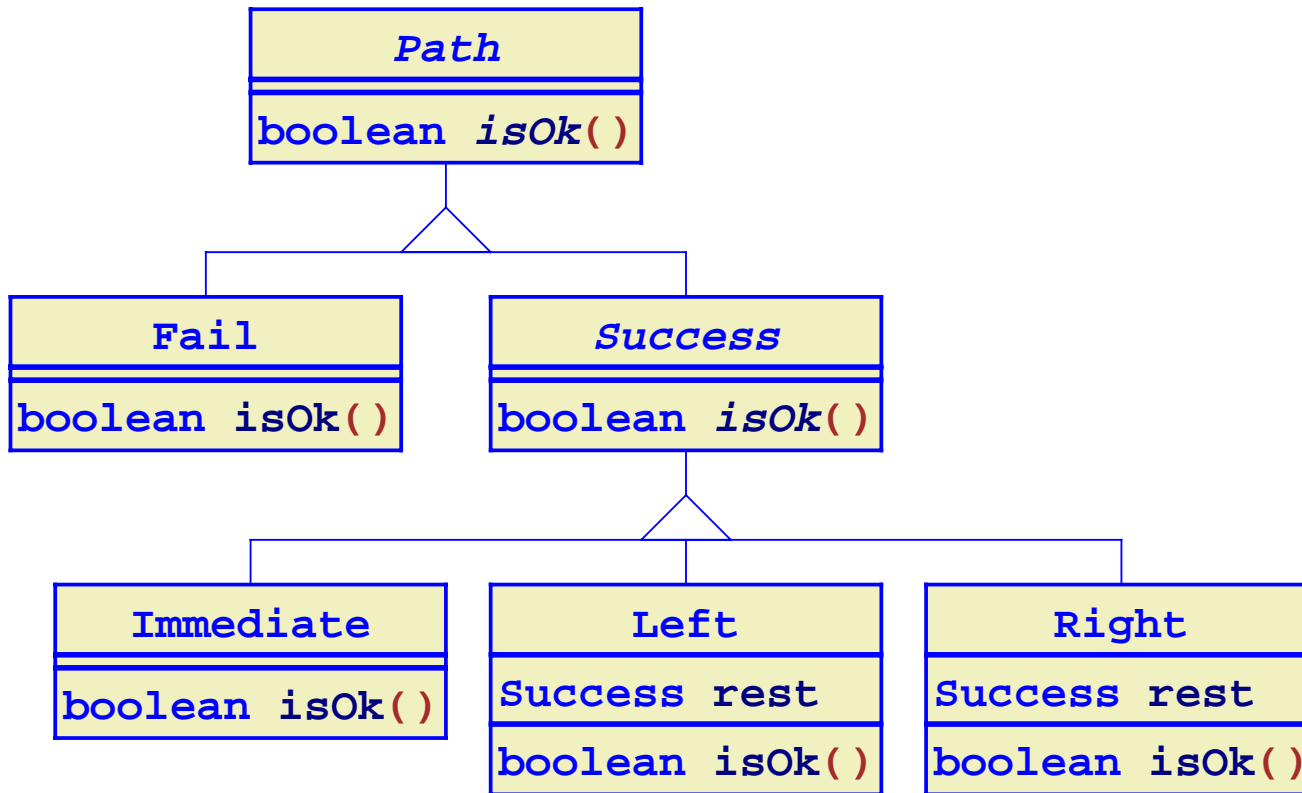 Path
boolean isOk()
Fail
boolean isOk()
Success
boolean isOk()
Immediate
boolean isOk()
Left
Success rest
boolean isOk()
Right
Success rest
boolean isOk()